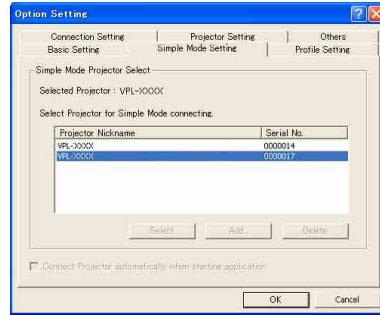 Option Setting
Connection Setting Projector Setting Others
Basic Setting Simple Mode Setting Profile Setting
Simple Mode Projector Select
Selected Projector : VPL-XXXX
Select Projector for Simple Mode connecting.
Projector Nickname Serial No.
VPL-XXXX 0000014
VPL-XXXX 0000017
Select Add... Delete
Connect Projector automatically when starting application
OK Cancel